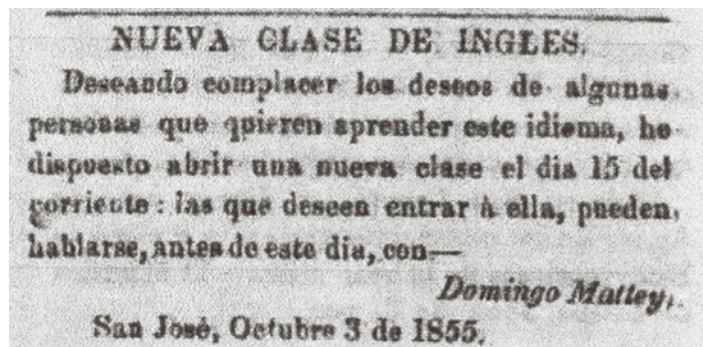 NUEVA CLASE DE INGLES.
Deseando complacer los deseos de algunas
personas que quieren aprender este idioma, he
dispuesto abrir una nueva clase el dia 15 del
corriente: las que deseen entrar à ella, pueden
hablarse, antes de este dia, con—
Domingo Mattey.
San José, Octubre 3 de 1855.